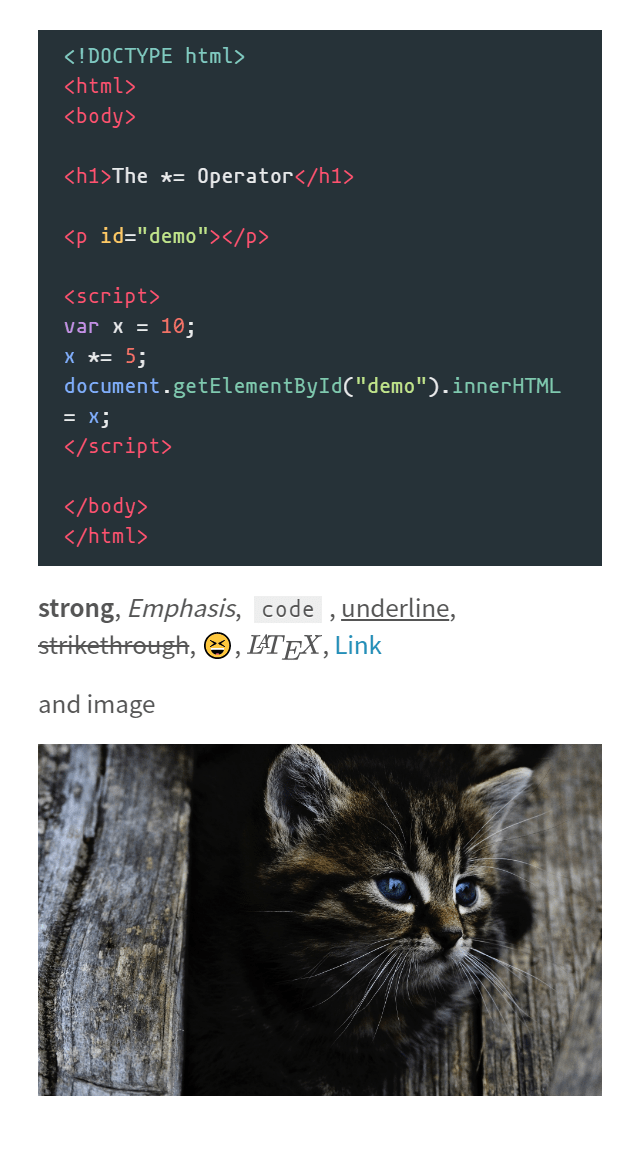 <!DOCTYPE html>
<html>
<body>
<h1>The *= Operator</h1>
<p id="demo"></p>
<script>
var x = 10;
x *= 5;
document.getElementById("demo").innerHTML
= x;
</script>
</body>
</html>
strong, Emphasis, code , underline,
strikethrough, 😆, LATEX, Link
and image